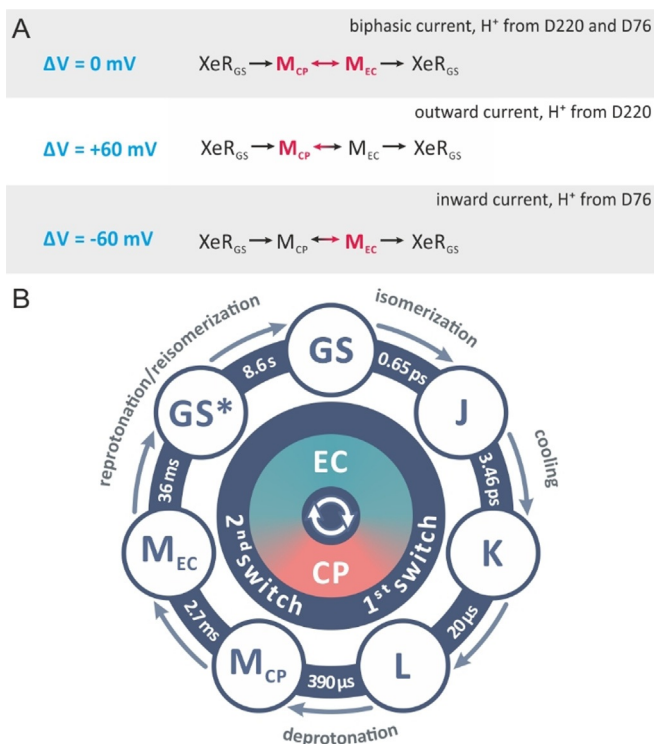 A
biphasic current, H⁺ from D220 and D76
ΔV = 0 mV
XeR_GS → M_CP ↔ M_EC → XeR_GS
outward current, H⁺ from D220
ΔV = +60 mV
XeR_GS → M_CP ↔ M_EC → XeR_GS
inward current, H⁺ from D76
ΔV = -60 mV
XeR_GS → M_CP ↔ M_EC → XeR_GS
B
isomerization
cooling
deprotonation
reprotonation/reisomerization
GS
0.65 ps
J
3.46 ps
K
20 µs
L
390 µs
M_CP
2.7 ms
M_EC
36 ms
GS*
8.6 s
EC
CP
1st switch
2nd switch